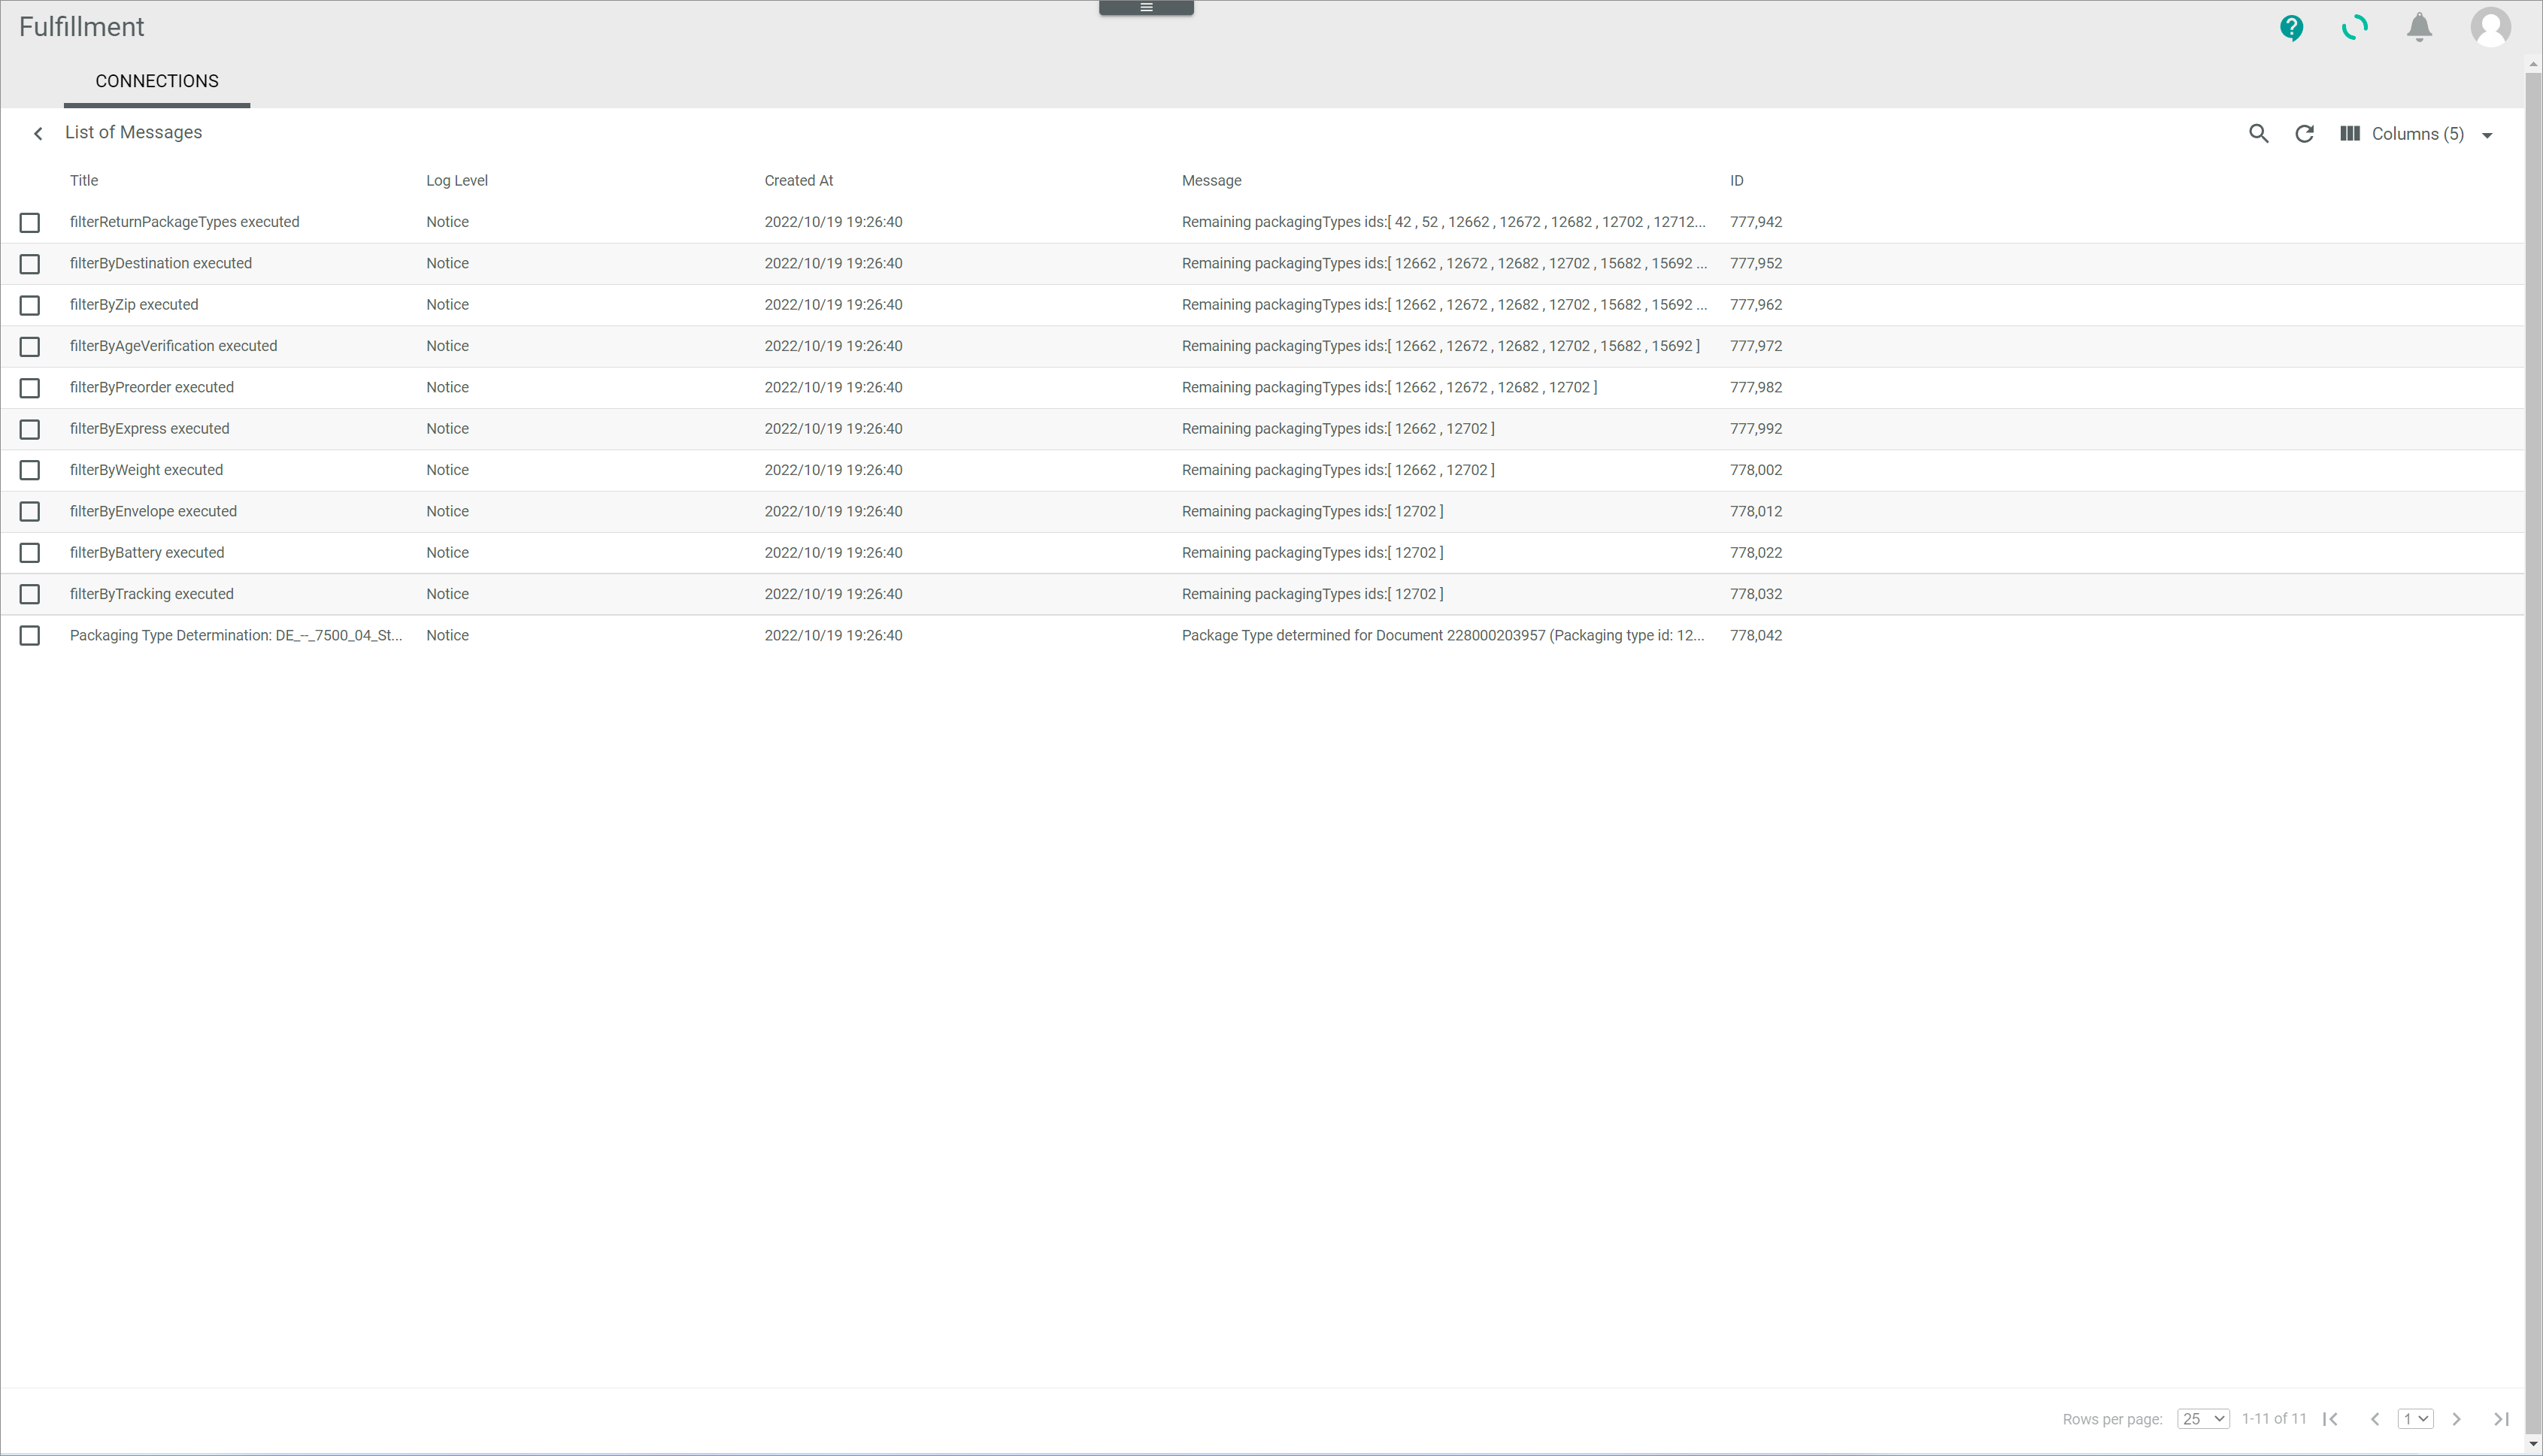 Fulfillment
CONNECTIONS
List of Messages
Columns (5)
Title Log Level Created At Message ID
filterReturnPackageTypes executed Notice 2022/10/19 19:26:40 Remaining packagingTypes ids:[ 42 , 52 , 12662 , 12672 , 12682 , 12702 , 12712... 777,942
filterByDestination executed Notice 2022/10/19 19:26:40 Remaining packagingTypes ids:[ 12662 , 12672 , 12682 , 12702 , 15682 , 15692 ... 777,952
filterByZip executed Notice 2022/10/19 19:26:40 Remaining packagingTypes ids:[ 12662 , 12672 , 12682 , 12702 , 15682 , 15692 ... 777,962
filterByAgeVerification executed Notice 2022/10/19 19:26:40 Remaining packagingTypes ids:[ 12662 , 12672 , 12682 , 12702 , 15682 , 15692 ] 777,972
filterByPreorder executed Notice 2022/10/19 19:26:40 Remaining packagingTypes ids:[ 12662 , 12672 , 12682 , 12702 ] 777,982
filterByExpress executed Notice 2022/10/19 19:26:40 Remaining packagingTypes ids:[ 12662 , 12702 ] 777,992
filterByWeight executed Notice 2022/10/19 19:26:40 Remaining packagingTypes ids:[ 12662 , 12702 ] 778,002
filterByEnvelope executed Notice 2022/10/19 19:26:40 Remaining packagingTypes ids:[ 12702 ] 778,012
filterByBattery executed Notice 2022/10/19 19:26:40 Remaining packagingTypes ids:[ 12702 ] 778,022
filterByTracking executed Notice 2022/10/19 19:26:40 Remaining packagingTypes ids:[ 12702 ] 778,032
Packaging Type Determination: DE_--_7500_04_St... Notice 2022/10/19 19:26:40 Package Type determined for Document 228000203957 (Packaging type id: 12... 778,042
Rows per page: 25 1-11 of 11 1